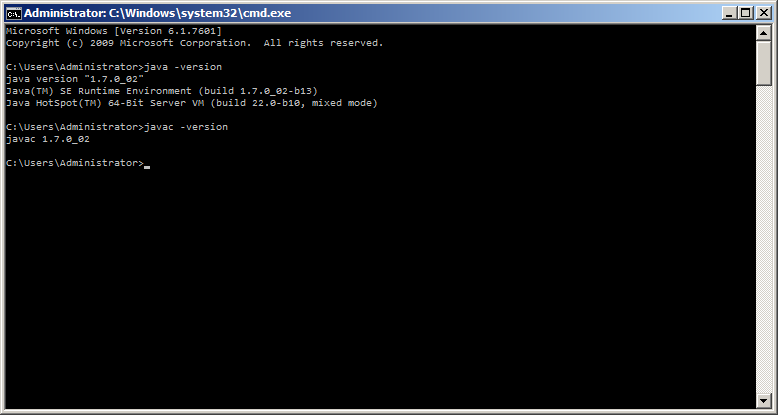 Administrator: C:\Windows\system32\cmd.exe
Microsoft Windows [Version 6.1.7601]
Copyright (c) 2009 Microsoft Corporation.  All rights reserved.
C:\Users\Administrator>java -version
java version "1.7.0_02"
Java(TM) SE Runtime Environment (build 1.7.0_02-b13)
Java HotSpot(TM) 64-Bit Server VM (build 22.0-b10, mixed mode)
C:\Users\Administrator>javac -version
javac 1.7.0_02
C:\Users\Administrator>